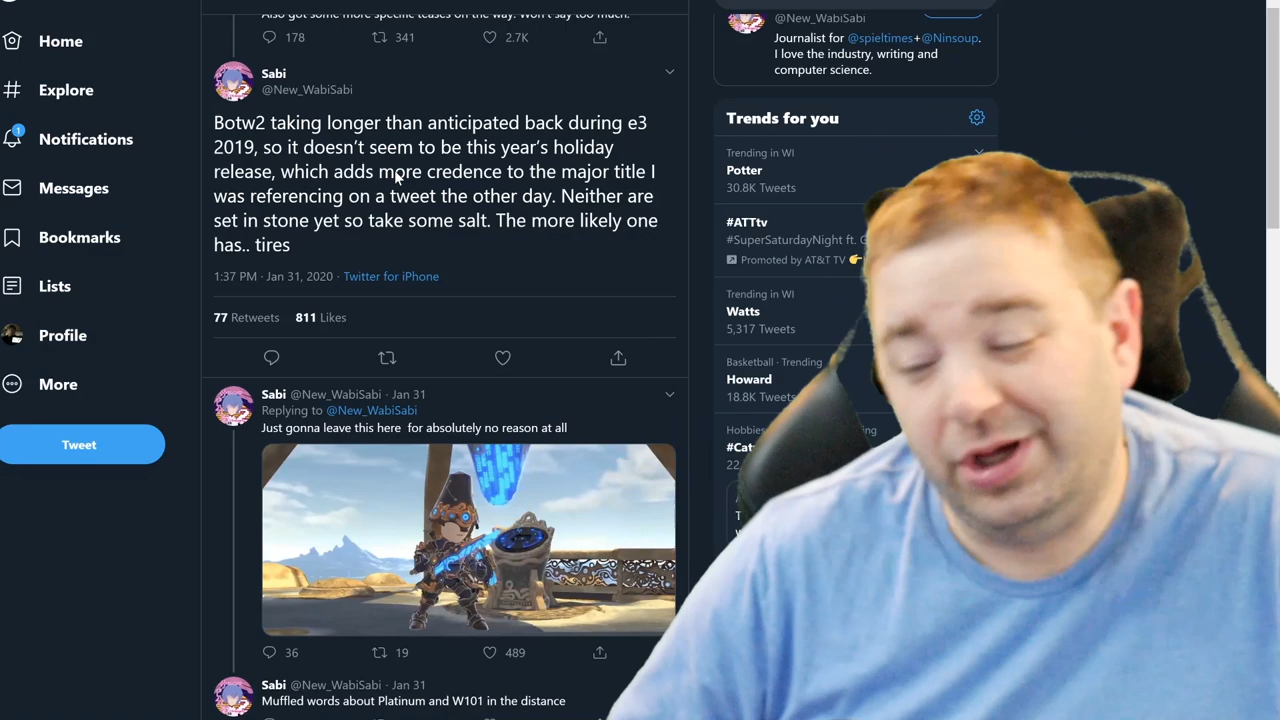 Home
Explore
1
Notifications
Messages
Bookmarks
Lists
Profile
More
Tweet
Also got some more specific teases on the way. Won't say too much.
178 341 2.7K
Sabi
@New_WabiSabi
Botw2 taking longer than anticipated back during e3
2019, so it doesn't seem to be this year's holiday
release, which adds more credence to the major title I
was referencing on a tweet the other day. Neither are
set in stone yet so take some salt. The more likely one
has.. tires
1:37 PM · Jan 31, 2020 · Twitter for iPhone
77 Retweets 811 Likes
Sabi @New_WabiSabi · Jan 31
Replying to @New_WabiSabi
Just gonna leave this here for absolutely no reason at all
36 19 489
Sabi @New_WabiSabi · Jan 31
Muffled words about Platinum and W101 in the distance
@New_WabiSabi
Journalist for @spieltimes+@Ninsoup.
I love the industry, writing and
computer science.
Trends for you
Trending in WI
Potter
30.8K Tweets
#ATTtv
#SuperSaturdayNight ft.
Promoted by AT&T TV
Trending in WI
Watts
5,317 Tweets
Basketball · Trending
Howard
18.8K Tweets